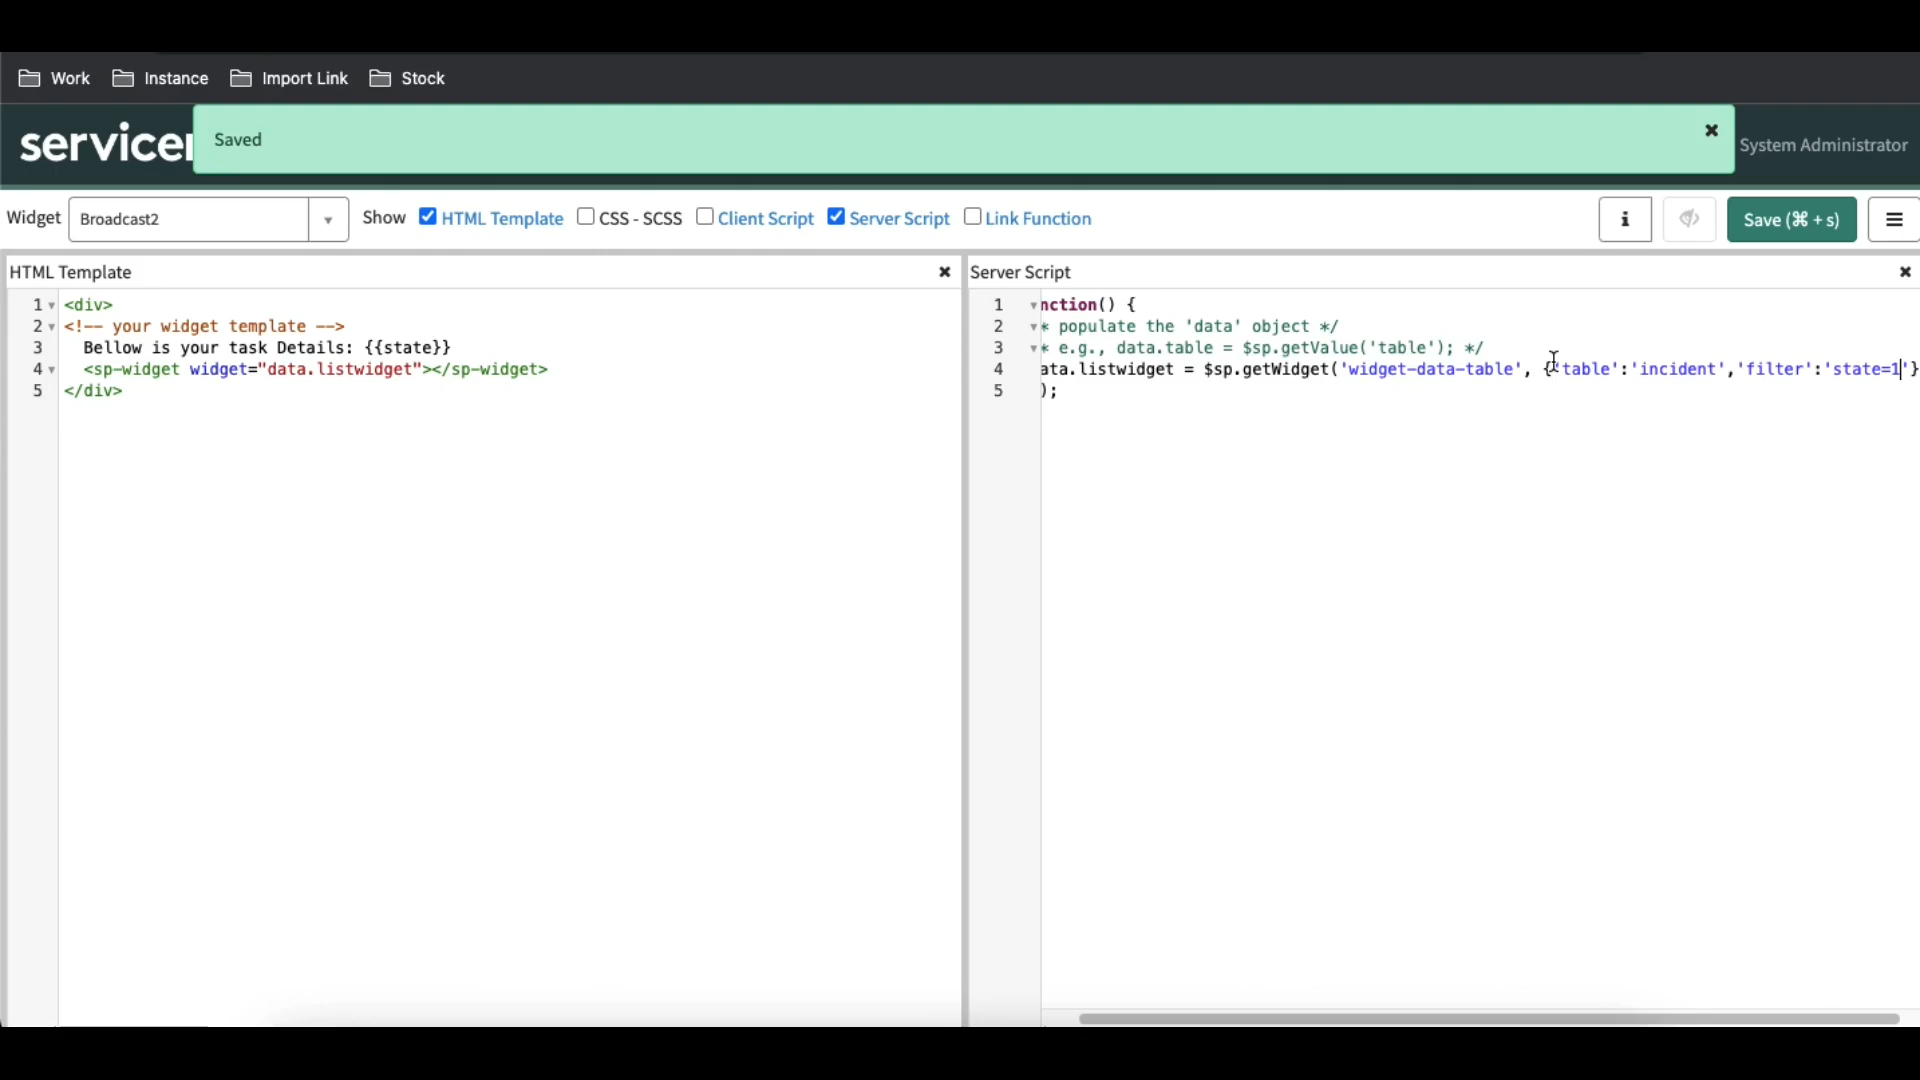 Work Instance Import Link Stock
servicen
Saved
System Administrator
Widget Broadcast2 Show HTML Template CSS - SCSS Client Script Server Script Link Function
Save (⌘ + s)
HTML Template
1 <div>
2 <!-- your widget template -->
3 Bellow is your task Details: {{state}}
4 <sp-widget widget="data.listwidget"></sp-widget>
5 </div>
Server Script
1 nction() {
2 * populate the 'data' object */
3 * e.g., data.table = $sp.getValue('table'); */
4 ata.listwidget = $sp.getWidget('widget-data-table', {'table':'incident','filter':'state=1'}
5 );